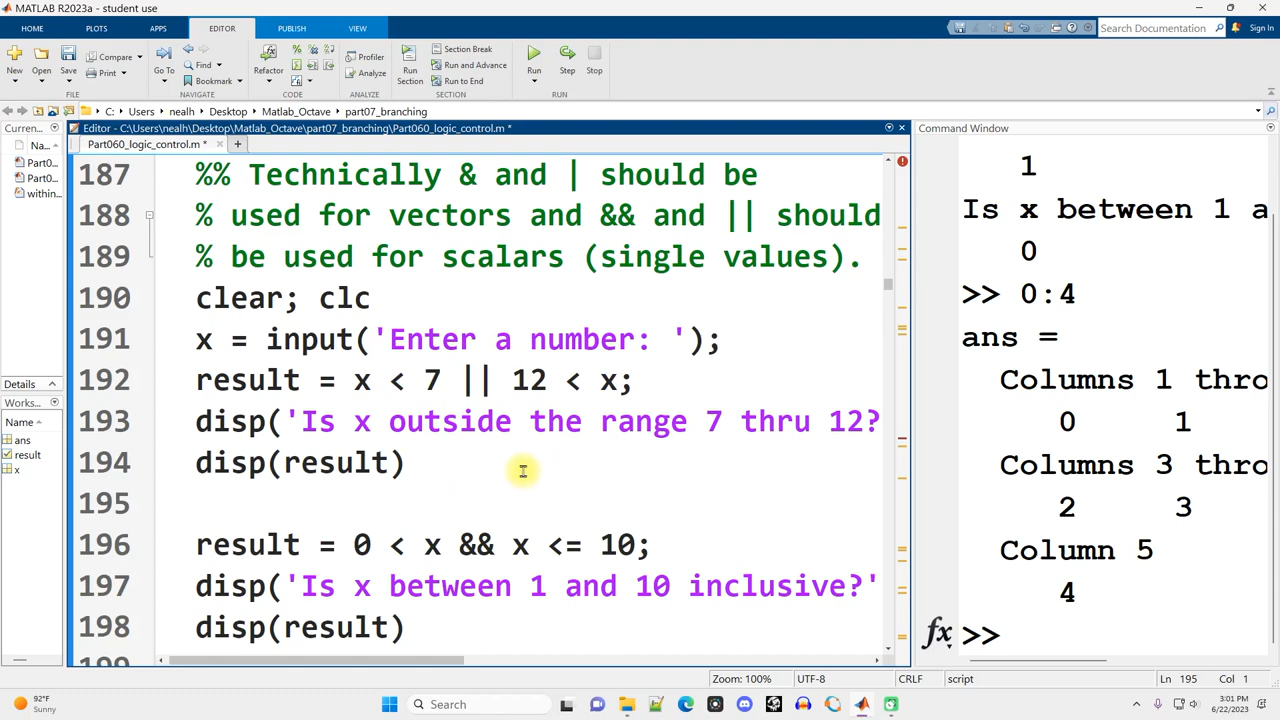 MATLAB R2023a - student use
HOME PLOTS APPS EDITOR PUBLISH VIEW
Search Documentation Sign In
New Open Save Compare Print Go To Find Bookmark Refactor Profiler Analyze Run Section Section Break Run and Advance Run to End Run Step Stop
FILE NAVIGATE CODE ANALYZE SECTION RUN
C: Users nealh Desktop Matlab_Octave part07_branching
Curren...
Na...
Part0...
Part0...
within...
Details
Works...
Name
ans
result
x
Editor - C:\Users\nealh\Desktop\Matlab_Octave\part07_branching\Part060_logic_control.m *
Part060_logic_control.m *
187 %% Technically & and | should be
188 % used for vectors and && and || should
189 % be used for scalars (single values).
190 clear; clc
191 x = input('Enter a number: ');
192 result = x < 7 || 12 < x;
193 disp('Is x outside the range 7 thru 12?
194 disp(result)
195
196 result = 0 < x && x <= 10;
197 disp('Is x between 1 and 10 inclusive?'
198 disp(result)
Command Window
1
Is x between 1 a
0
>> 0:4
ans =
Columns 1 thro
0 1
Columns 3 thro
2 3
Column 5
4
fx >>
Zoom: 100% UTF-8 CRLF script Ln 195 Col 1
92°F
Sunny
Search
3:01 PM
6/22/2023